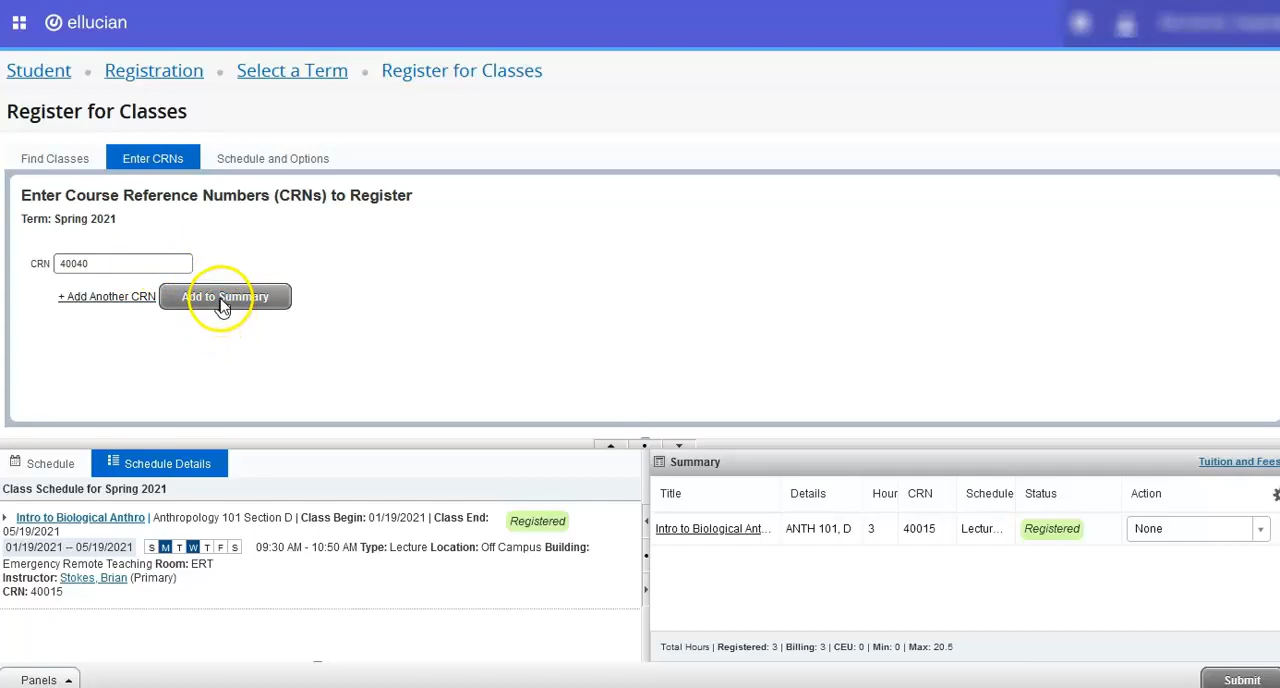 ellucian
Student • Registration • Select a Term • Register for Classes
Register for Classes
Find Classes Enter CRNs Schedule and Options
Enter Course Reference Numbers (CRNs) to Register
Term: Spring 2021
CRN 40040
+ Add Another CRN Add to Summary
Schedule Schedule Details
Class Schedule for Spring 2021
Intro to Biological Anthro | Anthropology 101 Section D | Class Begin: 01/19/2021 | Class End:
05/19/2021
Registered
01/19/2021 -- 05/19/2021 S M T W T F S 09:30 AM - 10:50 AM Type: Lecture Location: Off Campus Building:
Emergency Remote Teaching Room: ERT
Instructor: Stokes, Brian (Primary)
CRN: 40015
Summary Tuition and Fees
Title Details Hour CRN Schedule Status Action
Intro to Biological Ant... ANTH 101, D 3 40015 Lectur... Registered None
Total Hours | Registered: 3 | Billing: 3 | CEU: 0 | Min: 0 | Max: 20.5
Panels Submit